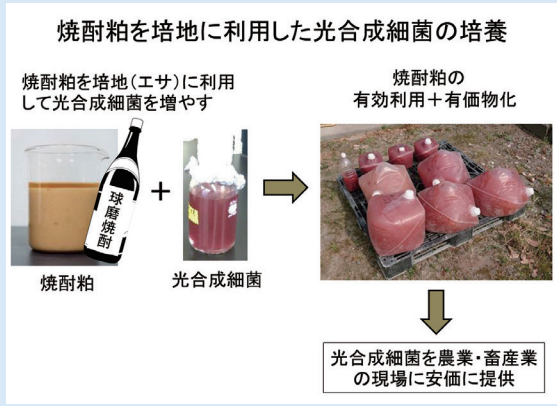 焼酎粕を培地に利用した光合成細菌の培養
焼酎粕を培地(エサ)に利用
して光合成細菌を増やす
球磨焼酎
+
焼酎粕
光合成細菌
焼酎粕の
有効利用+有価物化
光合成細菌を農業・畜産業
の現場に安価に提供